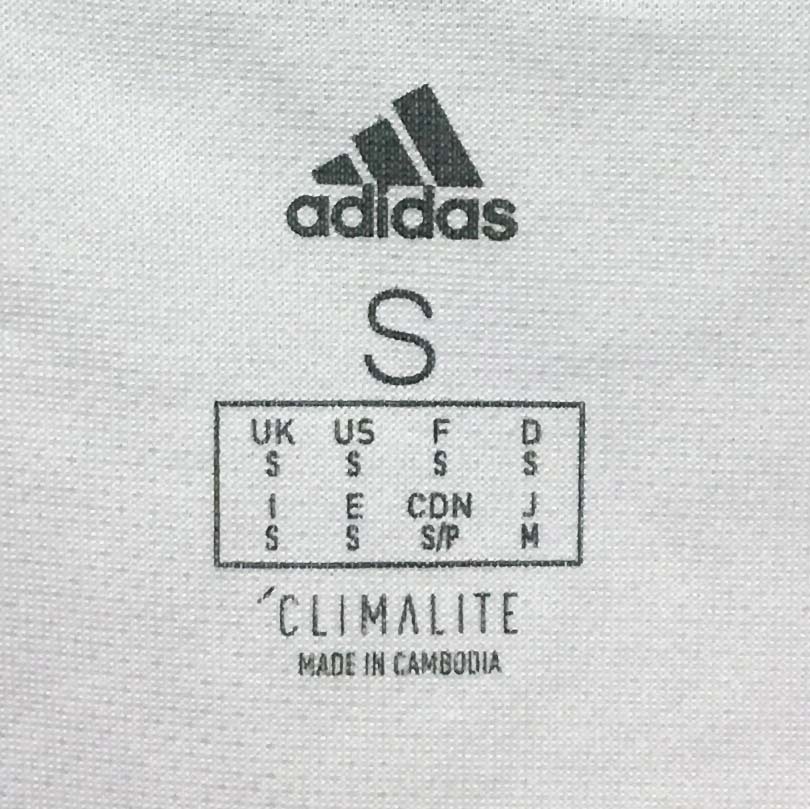 adidas
S
UK US F D
S S S S
I E CDN J
S S S/P M
CLIMALITE
MADE IN CAMBODIA